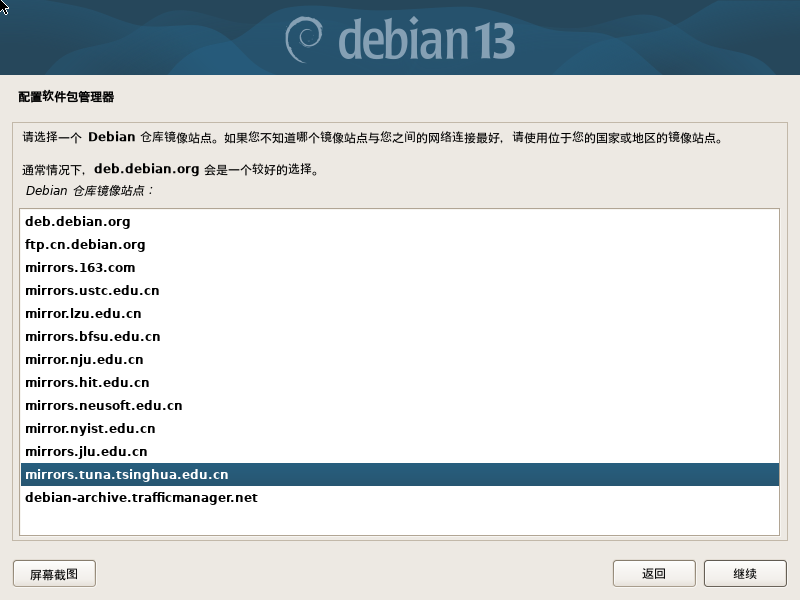 debian 13
配置软件包管理器
请选择一个 Debian 仓库镜像站点。如果您不知道哪个镜像站点与您之间的网络连接最好，请使用位于您的国家或地区的镜像站点。
通常情况下，deb.debian.org 会是一个较好的选择。
Debian 仓库镜像站点：
deb.debian.org
ftp.cn.debian.org
mirrors.163.com
mirrors.ustc.edu.cn
mirror.lzu.edu.cn
mirrors.bfsu.edu.cn
mirror.nju.edu.cn
mirrors.hit.edu.cn
mirrors.neusoft.edu.cn
mirror.nyist.edu.cn
mirrors.jlu.edu.cn
mirrors.tuna.tsinghua.edu.cn
debian-archive.trafficmanager.net
屏幕截图
返回
继续